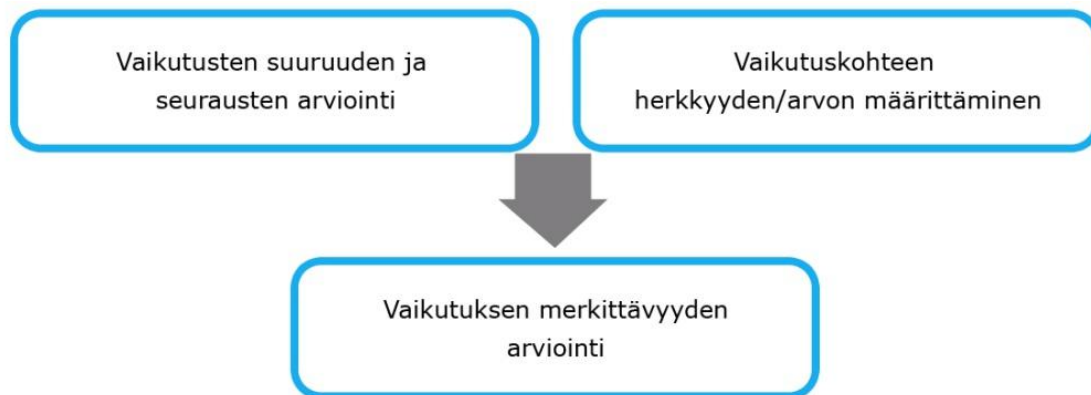 Vaikutusten suuruuden ja
seurausten arviointi
Vaikutuskohteen
herkkyyden/arvon määrittäminen
Vaikutuksen merkittävyyden
arviointi